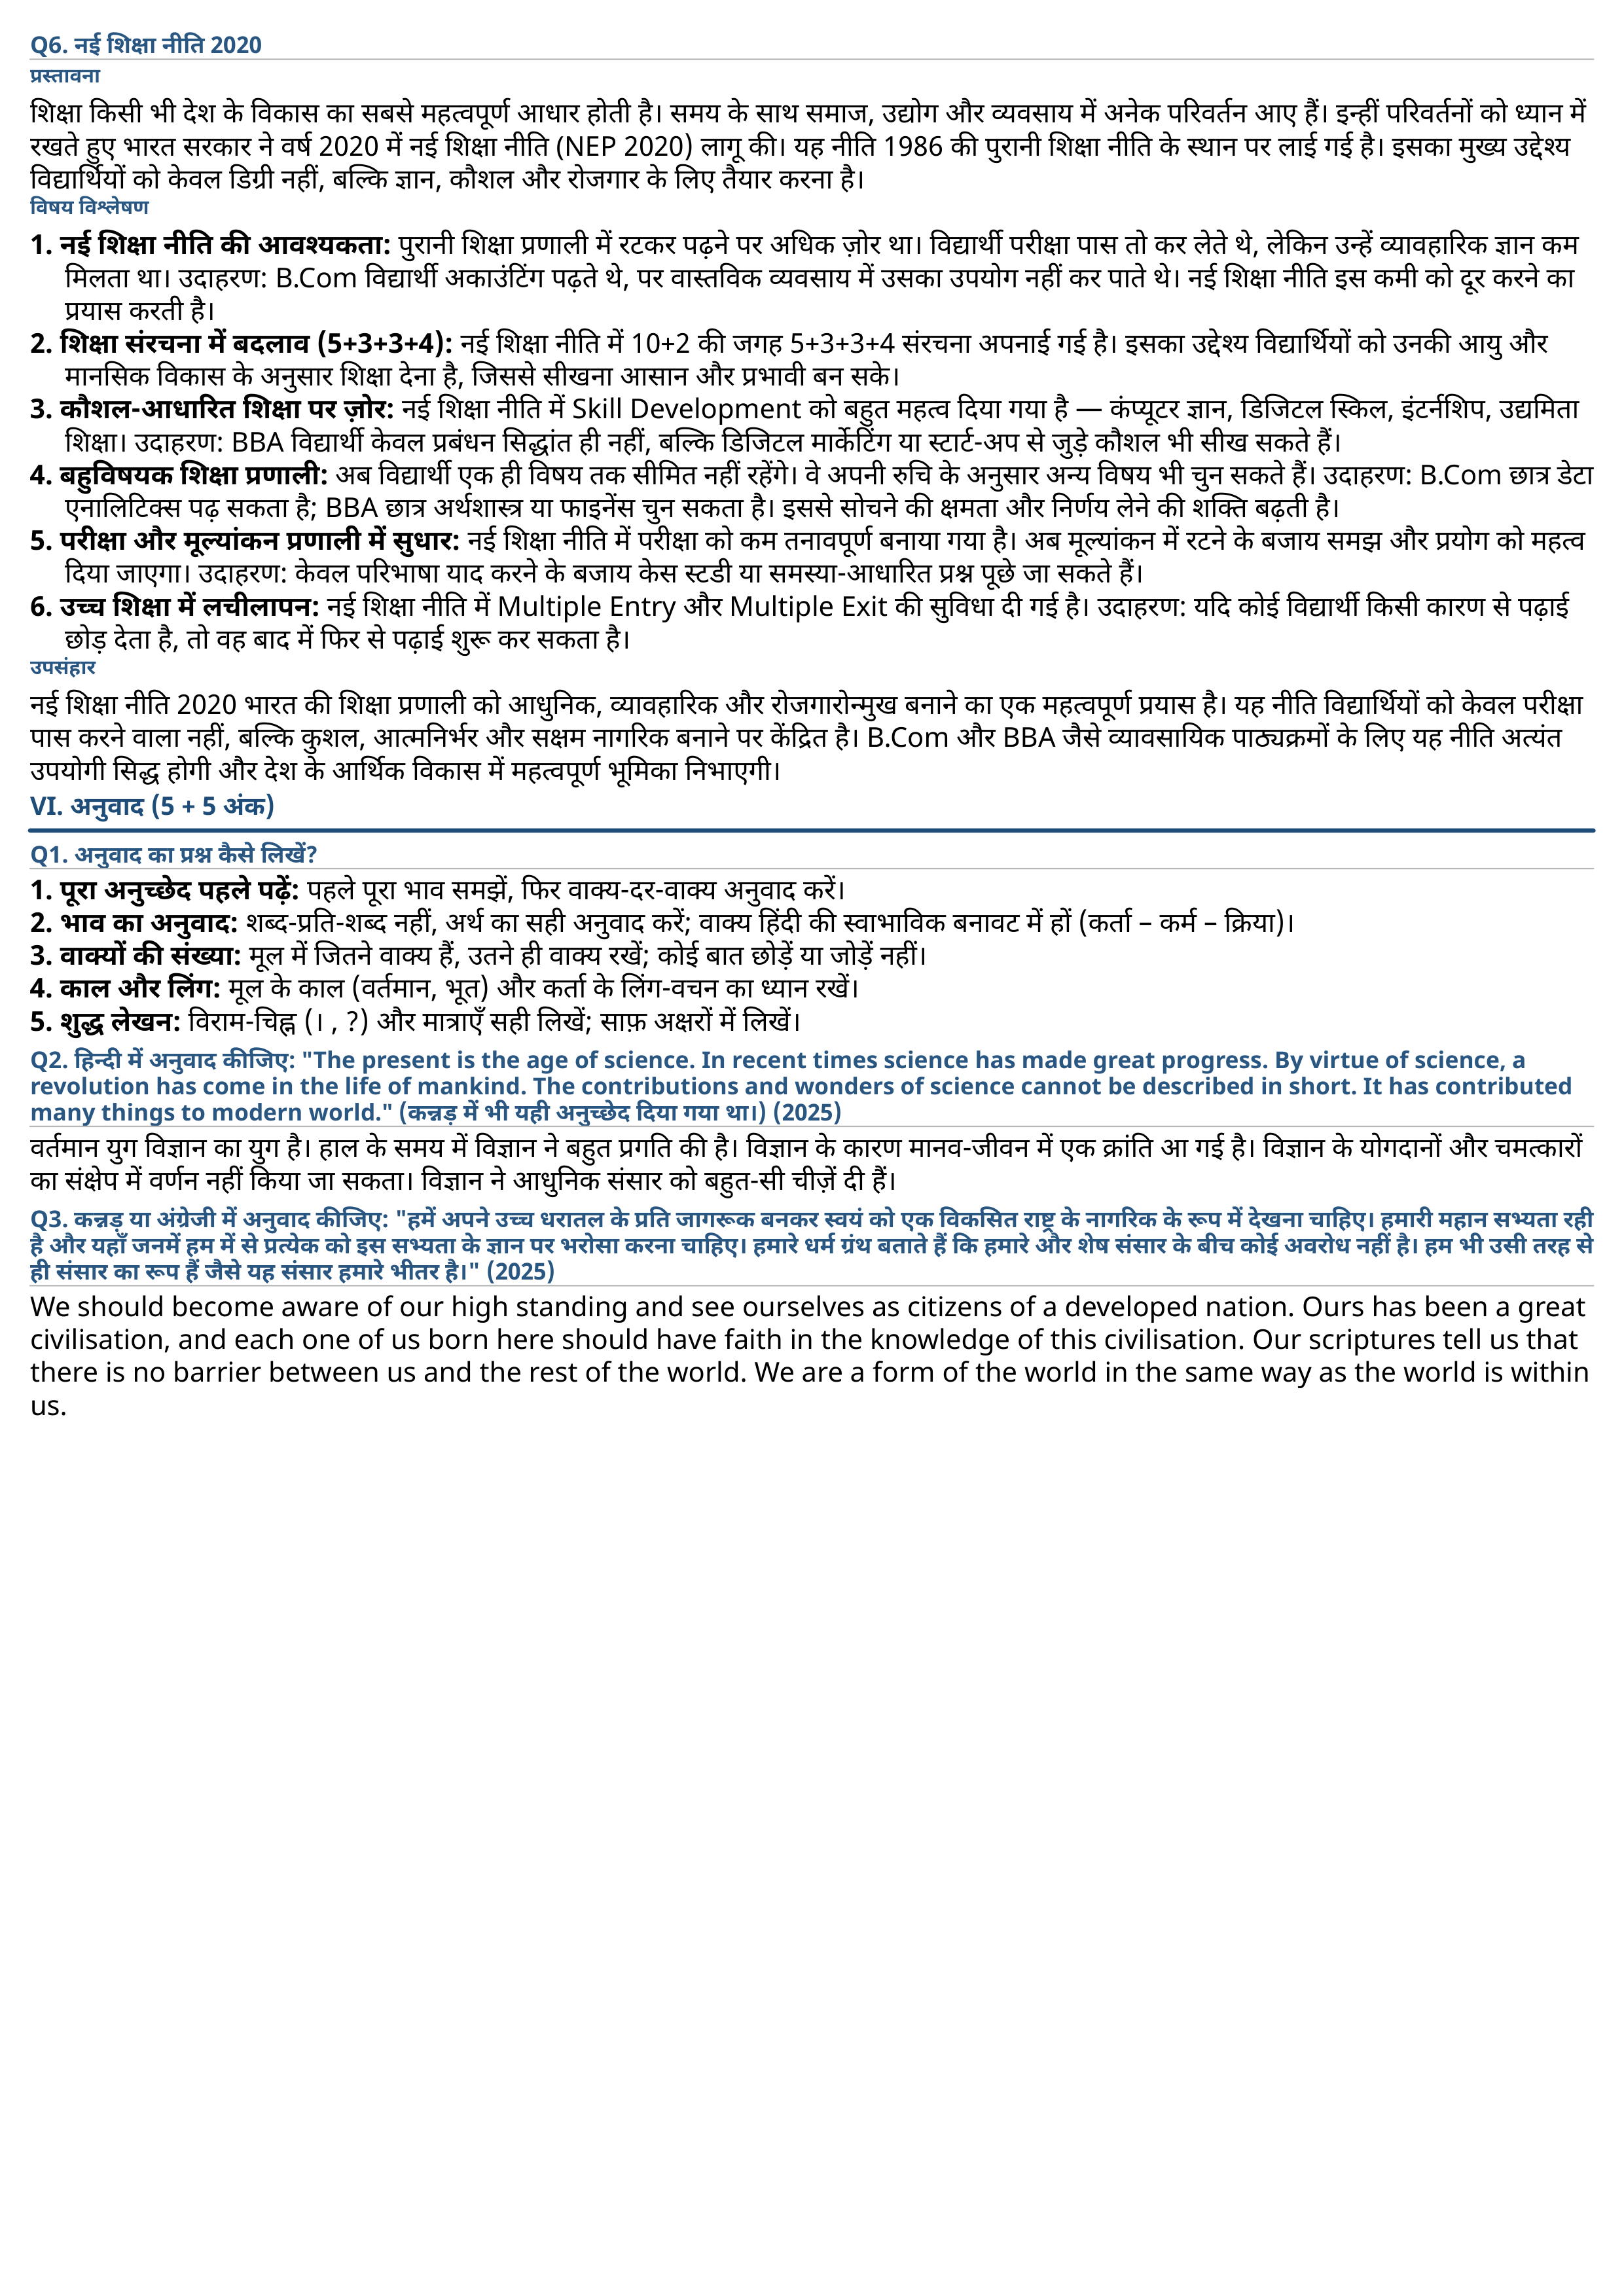 Q6. नई शिक्षा नीति 2020
प्रस्तावना
शिक्षा किसी भी देश के विकास का सबसे महत्वपूर्ण आधार होती है। समय के साथ समाज, उद्योग और व्यवसाय में अनेक परिवर्तन आए हैं। इन्हीं परिवर्तनों को ध्यान में
रखते हुए भारत सरकार ने वर्ष 2020 में नई शिक्षा नीति (NEP 2020) लागू की। यह नीति 1986 की पुरानी शिक्षा नीति के स्थान पर लाई गई है। इसका मुख्य उद्देश्य
विद्यार्थियों को केवल डिग्री नहीं, बल्कि ज्ञान, कौशल और रोजगार के लिए तैयार करना है।
विषय विश्लेषण
1. नई शिक्षा नीति की आवश्यकता: पुरानी शिक्षा प्रणाली में रटकर पढ़ने पर अधिक ज़ोर था। विद्यार्थी परीक्षा पास तो कर लेते थे, लेकिन उन्हें व्यावहारिक ज्ञान कम
मिलता था। उदाहरण: B.Com विद्यार्थी अकाउंटिंग पढ़ते थे, पर वास्तविक व्यवसाय में उसका उपयोग नहीं कर पाते थे। नई शिक्षा नीति इस कमी को दूर करने का
प्रयास करती है।
2. शिक्षा संरचना में बदलाव (5+3+3+4): नई शिक्षा नीति में 10+2 की जगह 5+3+3+4 संरचना अपनाई गई है। इसका उद्देश्य विद्यार्थियों को उनकी आयु और
मानसिक विकास के अनुसार शिक्षा देना है, जिससे सीखना आसान और प्रभावी बन सके।
3. कौशल-आधारित शिक्षा पर ज़ोर: नई शिक्षा नीति में Skill Development को बहुत महत्व दिया गया है — कंप्यूटर ज्ञान, डिजिटल स्किल, इंटर्नशिप, उद्यमिता
शिक्षा। उदाहरण: BBA विद्यार्थी केवल प्रबंधन सिद्धांत ही नहीं, बल्कि डिजिटल मार्केटिंग या स्टार्ट-अप से जुड़े कौशल भी सीख सकते हैं।
4. बहुविषयक शिक्षा प्रणाली: अब विद्यार्थी एक ही विषय तक सीमित नहीं रहेंगे। वे अपनी रुचि के अनुसार अन्य विषय भी चुन सकते हैं। उदाहरण: B.Com छात्र डेटा
एनालिटिक्स पढ़ सकता है; BBA छात्र अर्थशास्त्र या फाइनेंस चुन सकता है। इससे सोचने की क्षमता और निर्णय लेने की शक्ति बढ़ती है।
5. परीक्षा और मूल्यांकन प्रणाली में सुधार: नई शिक्षा नीति में परीक्षा को कम तनावपूर्ण बनाया गया है। अब मूल्यांकन में रटने के बजाय समझ और प्रयोग को महत्व
दिया जाएगा। उदाहरण: केवल परिभाषा याद करने के बजाय केस स्टडी या समस्या-आधारित प्रश्न पूछे जा सकते हैं।
6. उच्च शिक्षा में लचीलापन: नई शिक्षा नीति में Multiple Entry और Multiple Exit की सुविधा दी गई है। उदाहरण: यदि कोई विद्यार्थी किसी कारण से पढ़ाई
छोड़ देता है, तो वह बाद में फिर से पढ़ाई शुरू कर सकता है।
उपसंहार
नई शिक्षा नीति 2020 भारत की शिक्षा प्रणाली को आधुनिक, व्यावहारिक और रोजगारोन्मुख बनाने का एक महत्वपूर्ण प्रयास है। यह नीति विद्यार्थियों को केवल परीक्षा
पास करने वाला नहीं, बल्कि कुशल, आत्मनिर्भर और सक्षम नागरिक बनाने पर केंद्रित है। B.Com और BBA जैसे व्यावसायिक पाठ्यक्रमों के लिए यह नीति अत्यंत
उपयोगी सिद्ध होगी और देश के आर्थिक विकास में महत्वपूर्ण भूमिका निभाएगी।
VI. अनुवाद (5 + 5 अंक)
Q1. अनुवाद का प्रश्न कैसे लिखें?
1. पूरा अनुच्छेद पहले पढ़ें: पहले पूरा भाव समझें, फिर वाक्य-दर-वाक्य अनुवाद करें।
2. भाव का अनुवाद: शब्द-प्रति-शब्द नहीं, अर्थ का सही अनुवाद करें; वाक्य हिंदी की स्वाभाविक बनावट में हों (कर्ता – कर्म – क्रिया)।
3. वाक्यों की संख्या: मूल में जितने वाक्य हैं, उतने ही वाक्य रखें; कोई बात छोड़ें या जोड़ें नहीं।
4. काल और लिंग: मूल के काल (वर्तमान, भूत) और कर्ता के लिंग-वचन का ध्यान रखें।
5. शुद्ध लेखन: विराम-चिह्न (। , ?) और मात्राएँ सही लिखें; साफ़ अक्षरों में लिखें।
Q2. हिन्दी में अनुवाद कीजिए: "The present is the age of science. In recent times science has made great progress. By virtue of science, a
revolution has come in the life of mankind. The contributions and wonders of science cannot be described in short. It has contributed
many things to modern world." (कन्नड़ में भी यही अनुच्छेद दिया गया था।) (2025)
वर्तमान युग विज्ञान का युग है। हाल के समय में विज्ञान ने बहुत प्रगति की है। विज्ञान के कारण मानव-जीवन में एक क्रांति आ गई है। विज्ञान के योगदानों और चमत्कारों
का संक्षेप में वर्णन नहीं किया जा सकता। विज्ञान ने आधुनिक संसार को बहुत-सी चीज़ें दी हैं।
Q3. कन्नड़ या अंग्रेजी में अनुवाद कीजिए: "हमें अपने उच्च धरातल के प्रति जागरूक बनकर स्वयं को एक विकसित राष्ट्र के नागरिक के रूप में देखना चाहिए। हमारी महान सभ्यता रही
है और यहाँ जनमें हम में से प्रत्येक को इस सभ्यता के ज्ञान पर भरोसा करना चाहिए। हमारे धर्म ग्रंथ बताते हैं कि हमारे और शेष संसार के बीच कोई अवरोध नहीं है। हम भी उसी तरह से
ही संसार का रूप हैं जैसे यह संसार हमारे भीतर है।" (2025)
We should become aware of our high standing and see ourselves as citizens of a developed nation. Ours has been a great
civilisation, and each one of us born here should have faith in the knowledge of this civilisation. Our scriptures tell us that
there is no barrier between us and the rest of the world. We are a form of the world in the same way as the world is within
us.